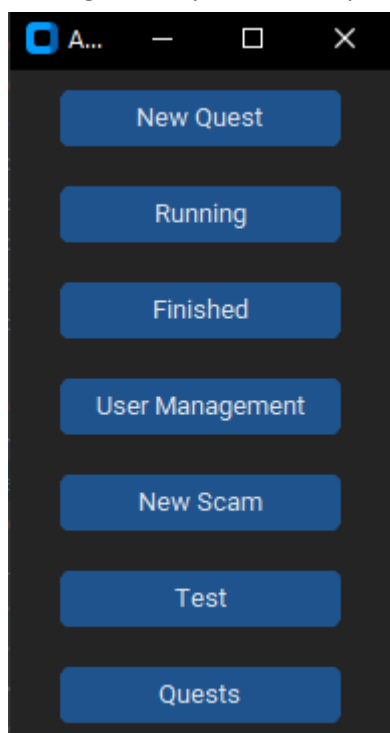 A...
New Quest
Running
Finished
User Management
New Scam
Test
Quests